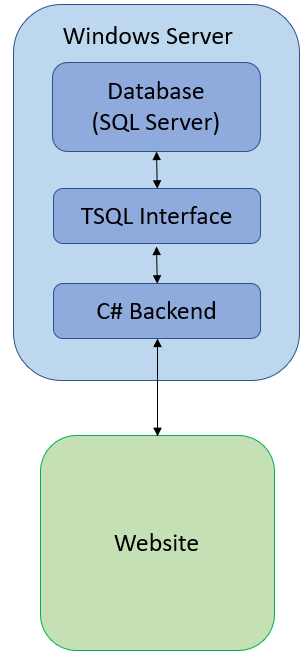 Windows Server
Database
(SQL Server)
TSQL Interface
C# Backend
Website